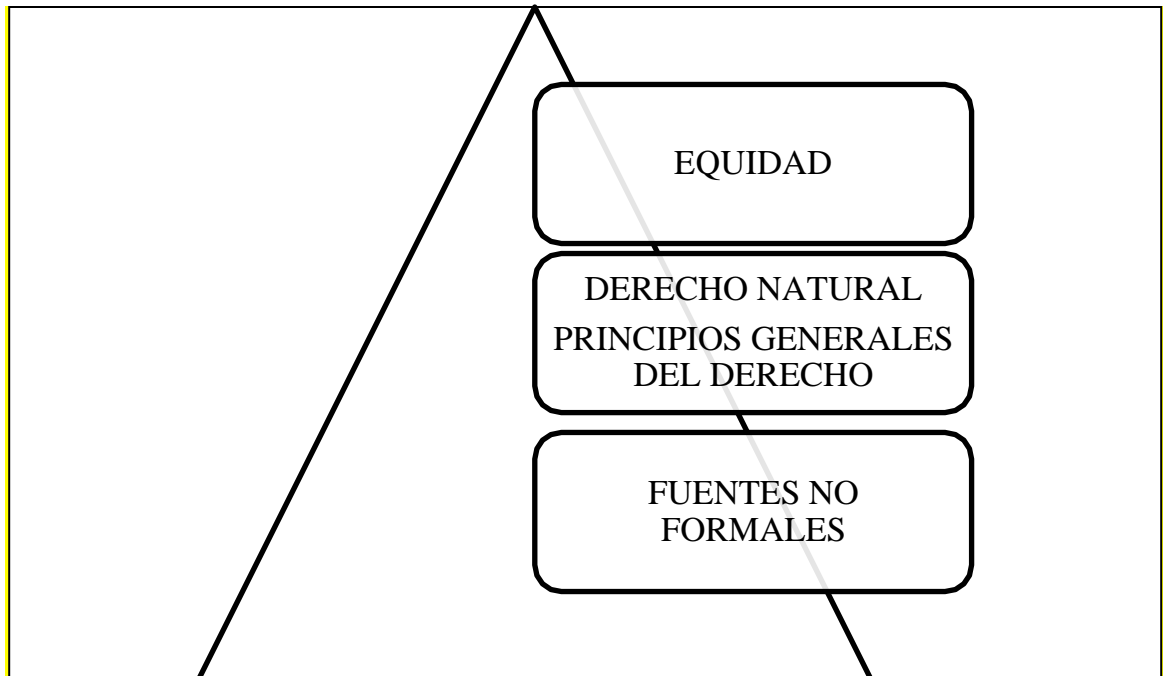 EQUIDAD
DERECHO NATURAL
PRINCIPIOS GENERALES
DEL DERECHO
FUENTES NO
FORMALES